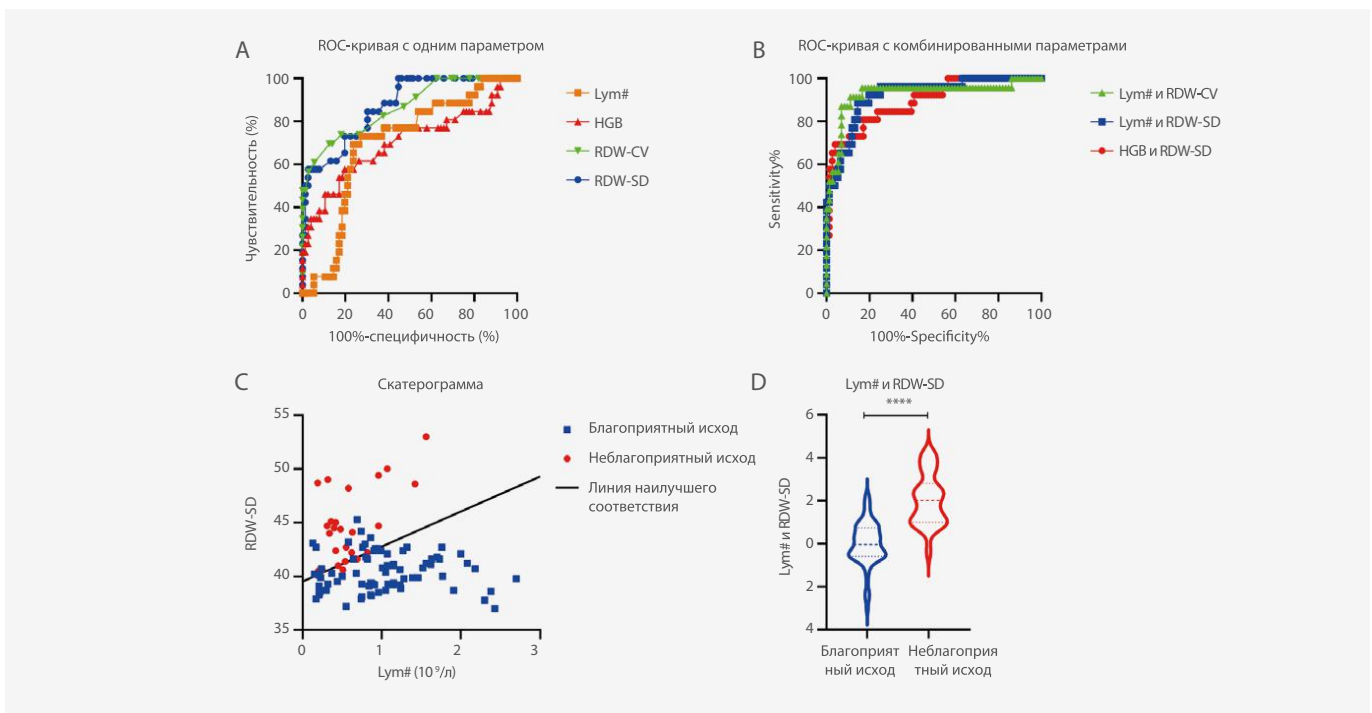 A
ROC-кривая с одним параметром
Чувствительность (%)
100
80
60
40
20
0
0 20 40 60 80 100
100%-специфичность (%)
Lym#
HGB
RDW-CV
RDW-SD
B
ROC-кривая с комбинированными параметрами
Sensitivity%
100
80
60
40
20
0
0 20 40 60 80 100
100%-Specificity%
Lym# и RDW-CV
Lym# и RDW-SD
HGB и RDW-SD
C
Скатерограмма
RDW-SD
55
50
45
40
35
0 1 2 3
Lym# (10⁹/л)
Благоприятный исход
Неблагоприятный исход
Линия наилучшего
соответствия
D
Lym# и RDW-SD
****
Lym# и RDW-SD
6
4
2
0
2
4
Благоприят
ный исход
Неблагоприя
тный исход